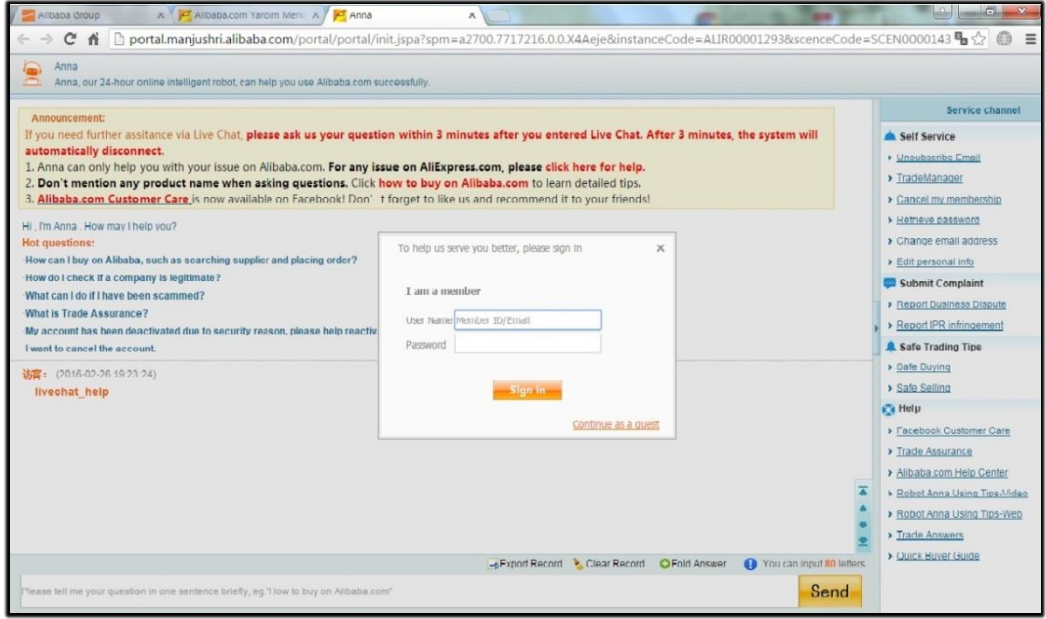 Alibaba Group
Alibaba.com Yardım Merk
Anna
portal.manjushri.alibaba.com/portal/portal/init.jspa?spm=a2700.7717216.0.0.X4Aeje&instanceCode=ALIR00001293&scenceCode=SCEN0000143
Anna
Anna, our 24-hour online intelligent robot, can help you use Alibaba.com successfully.
Announcement:
If you need further assitance via Live Chat, please ask us your question within 3 minutes after you entered Live Chat. After 3 minutes, the system will
automatically disconnect.
1. Anna can only help you with your issue on Alibaba.com. For any issue on AliExpress.com, please click here for help.
2. Don't mention any product name when asking questions. Click how to buy on Alibaba.com to learn detailed tips.
3. Alibaba.com Customer Care is now available on Facebook! Don' t forget to like us and recommend it to your friends!
Hi , I'm Anna . How may I help you?
Hot questions:
·How can I buy on Alibaba, such as searching supplier and placing order?
·How do I check if a company is legitimate?
·What can I do if I have been scammed?
·What is Trade Assurance?
·My account has been deactivated due to security reason, please help reactiv
I want to cancel the account.
访客： (2016-02-26 19:23:24)
livechat_help
To help us serve you better, please sign in
I am a member
User Name Member ID/Email
Password
Sign In
Continue as a guest
Export Record Clear Record Fold Answer You can input 80 letters
Please tell me your question in one sentence briefly, eg."How to buy on Alibaba.com"
Send
Service channel
Self Service
Unsubscribe Email
TradeManager
Cancel my membership
Retrieve password
Change email address
Edit personal info
Submit Complaint
Report Business Dispute
Report IPR infringement
Safe Trading Tips
Safe Buying
Safe Selling
Help
Facebook Customer Care
Trade Assurance
Alibaba.com Help Center
Robot Anna Using Tips-Video
Robot Anna Using Tips-Web
Trade Answers
Quick Buyer Guide